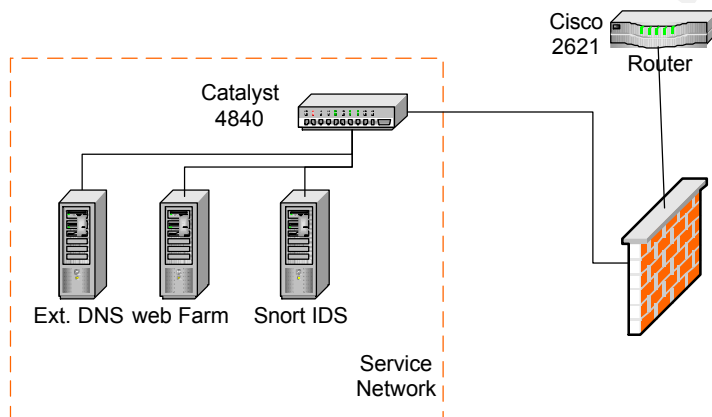 Cisco
2621
Router
Catalyst
4840
Ext. DNS
web Farm
Snort IDS
Service
Network